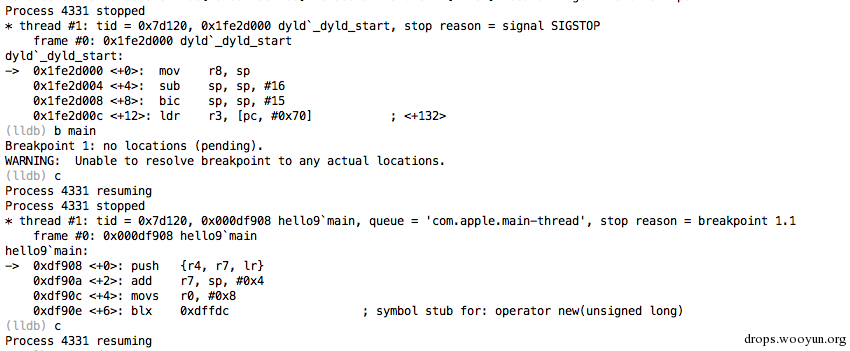 Process 4331 stopped
* thread #1: tid = 0x7d120, 0x1fe2d000 dyld`_dyld_start, stop reason = signal SIGSTOP
    frame #0: 0x1fe2d000 dyld`_dyld_start
dyld`_dyld_start:
->  0x1fe2d000 <+0>:  mov    r8, sp
    0x1fe2d004 <+4>:  sub    sp, sp, #16
    0x1fe2d008 <+8>:  bic    sp, sp, #15
    0x1fe2d00c <+12>: ldr    r3, [pc, #0x70]           ; <+132>
(lldb) b main
Breakpoint 1: no locations (pending).
WARNING:  Unable to resolve breakpoint to any actual locations.
(lldb) c
Process 4331 resuming
Process 4331 stopped
* thread #1: tid = 0x7d120, 0x000df908 hello9`main, queue = 'com.apple.main-thread', stop reason = breakpoint 1.1
    frame #0: 0x000df908 hello9`main
hello9`main:
->  0xdf908 <+0>: push   {r4, r7, lr}
    0xdf90a <+2>: add    r7, sp, #0x4
    0xdf90c <+4>: movs   r0, #0x8
    0xdf90e <+6>: blx    0xdffdc                   ; symbol stub for: operator new(unsigned long)
(lldb) c
Process 4331 resuming
drops.wooyun.org